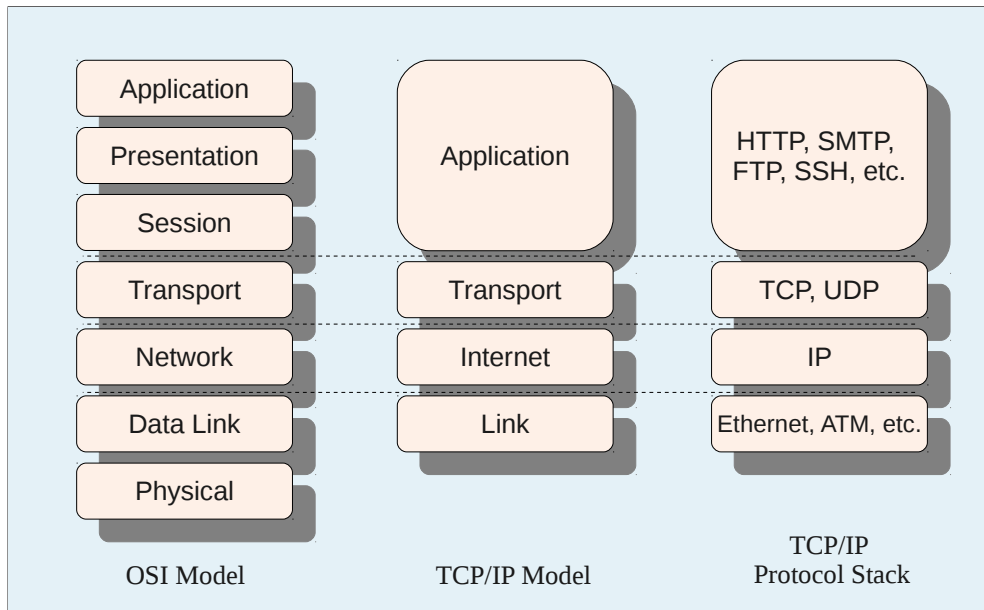 Application
Presentation
Session
Transport
Network
Data Link
Physical
OSI Model
Application
Transport
Internet
Link
TCP/IP Model
HTTP, SMTP,
FTP, SSH, etc.
TCP, UDP
IP
Ethernet, ATM, etc.
TCP/IP
Protocol Stack